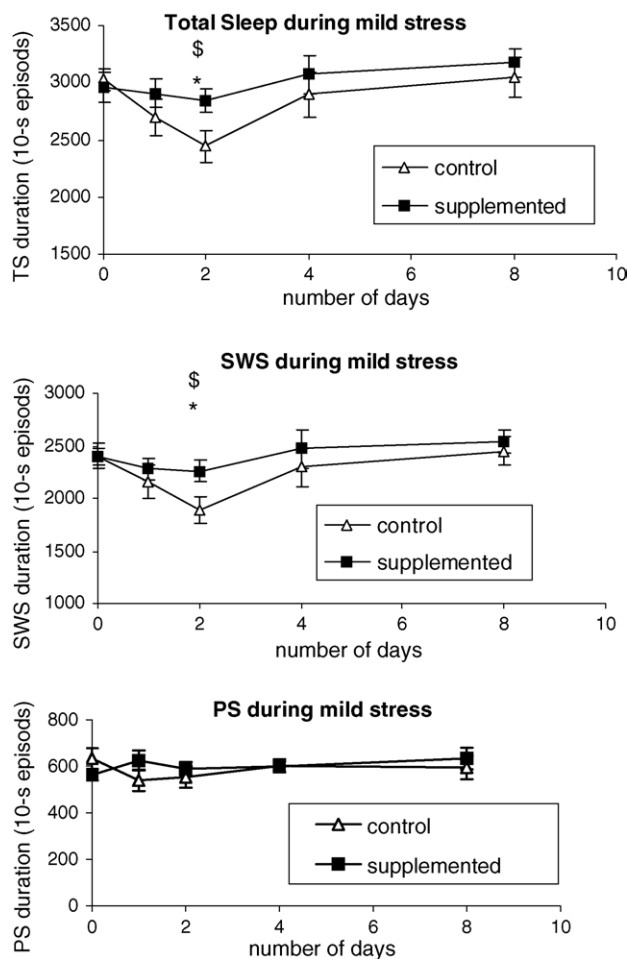 Total Sleep during mild stress
TS duration (10-s episods)
3500
3000
2500
2000
1500
$
*
control
supplemented
0 2 4 6 8 10
number of days
SWS during mild stress
SWS duration (10-s episods)
3000
2500
2000
1500
1000
$
*
control
supplemented
0 2 4 6 8 10
number of days
PS during mild stress
PS duration (10-s episods)
800
600
400
200
0
control
supplemented
0 2 4 6 8 10
number of days